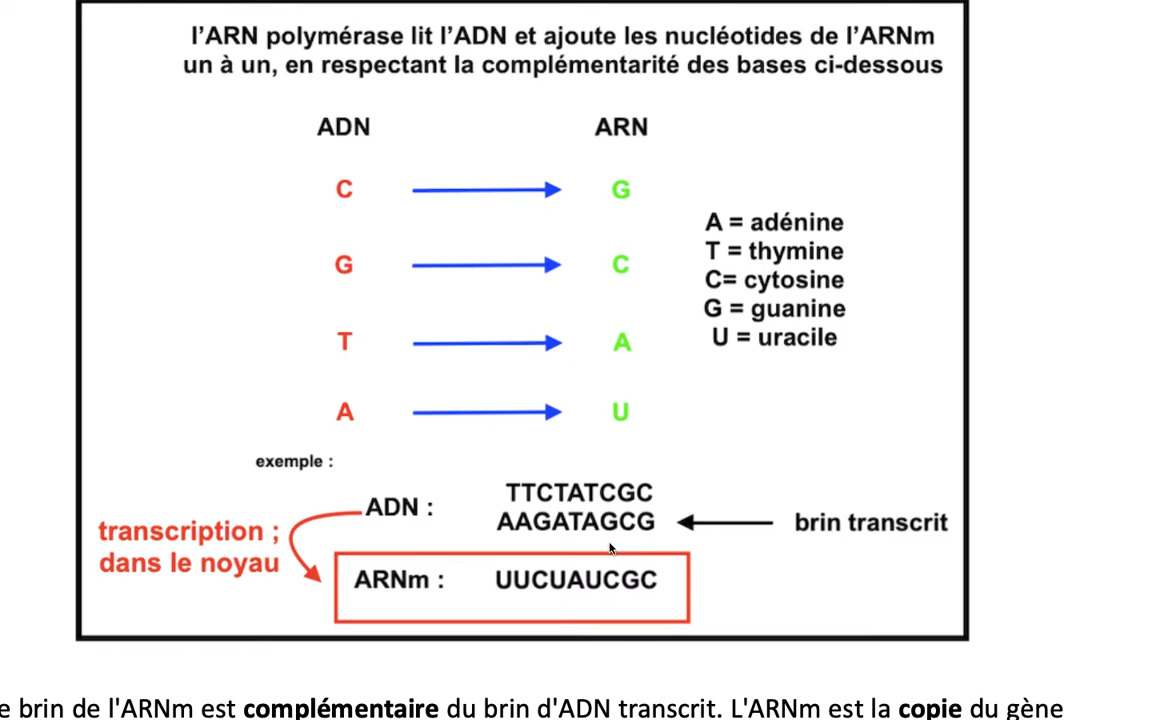 l'ARN polymérase lit l'ADN et ajoute les nucléotides de l'ARNm
un à un, en respectant la complémentarité des bases ci-dessous
ADN ARN
C G
G C
T A
A U
A = adénine
T = thymine
C= cytosine
G = guanine
U = uracile
exemple :
ADN : TTCTATCGC
AAGATAGCG brin transcrit
transcription ;
dans le noyau
ARNm : UUCUAUCGC
e brin de l'ARNm est complémentaire du brin d'ADN transcrit. L'ARNm est la copie du gène